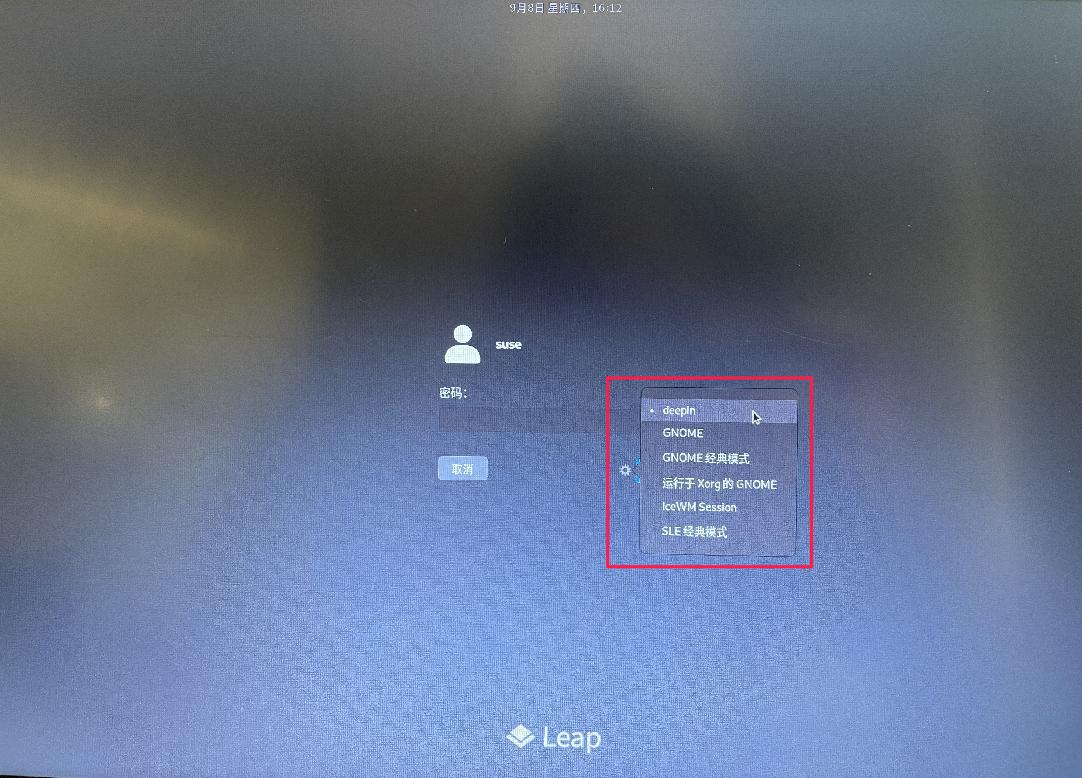 9月8日 星期四，16:12
suse
密码：
deepin
GNOME
GNOME 经典模式
运行于 Xorg 的 GNOME
IceWM Session
SLE 经典模式
取消
Leap